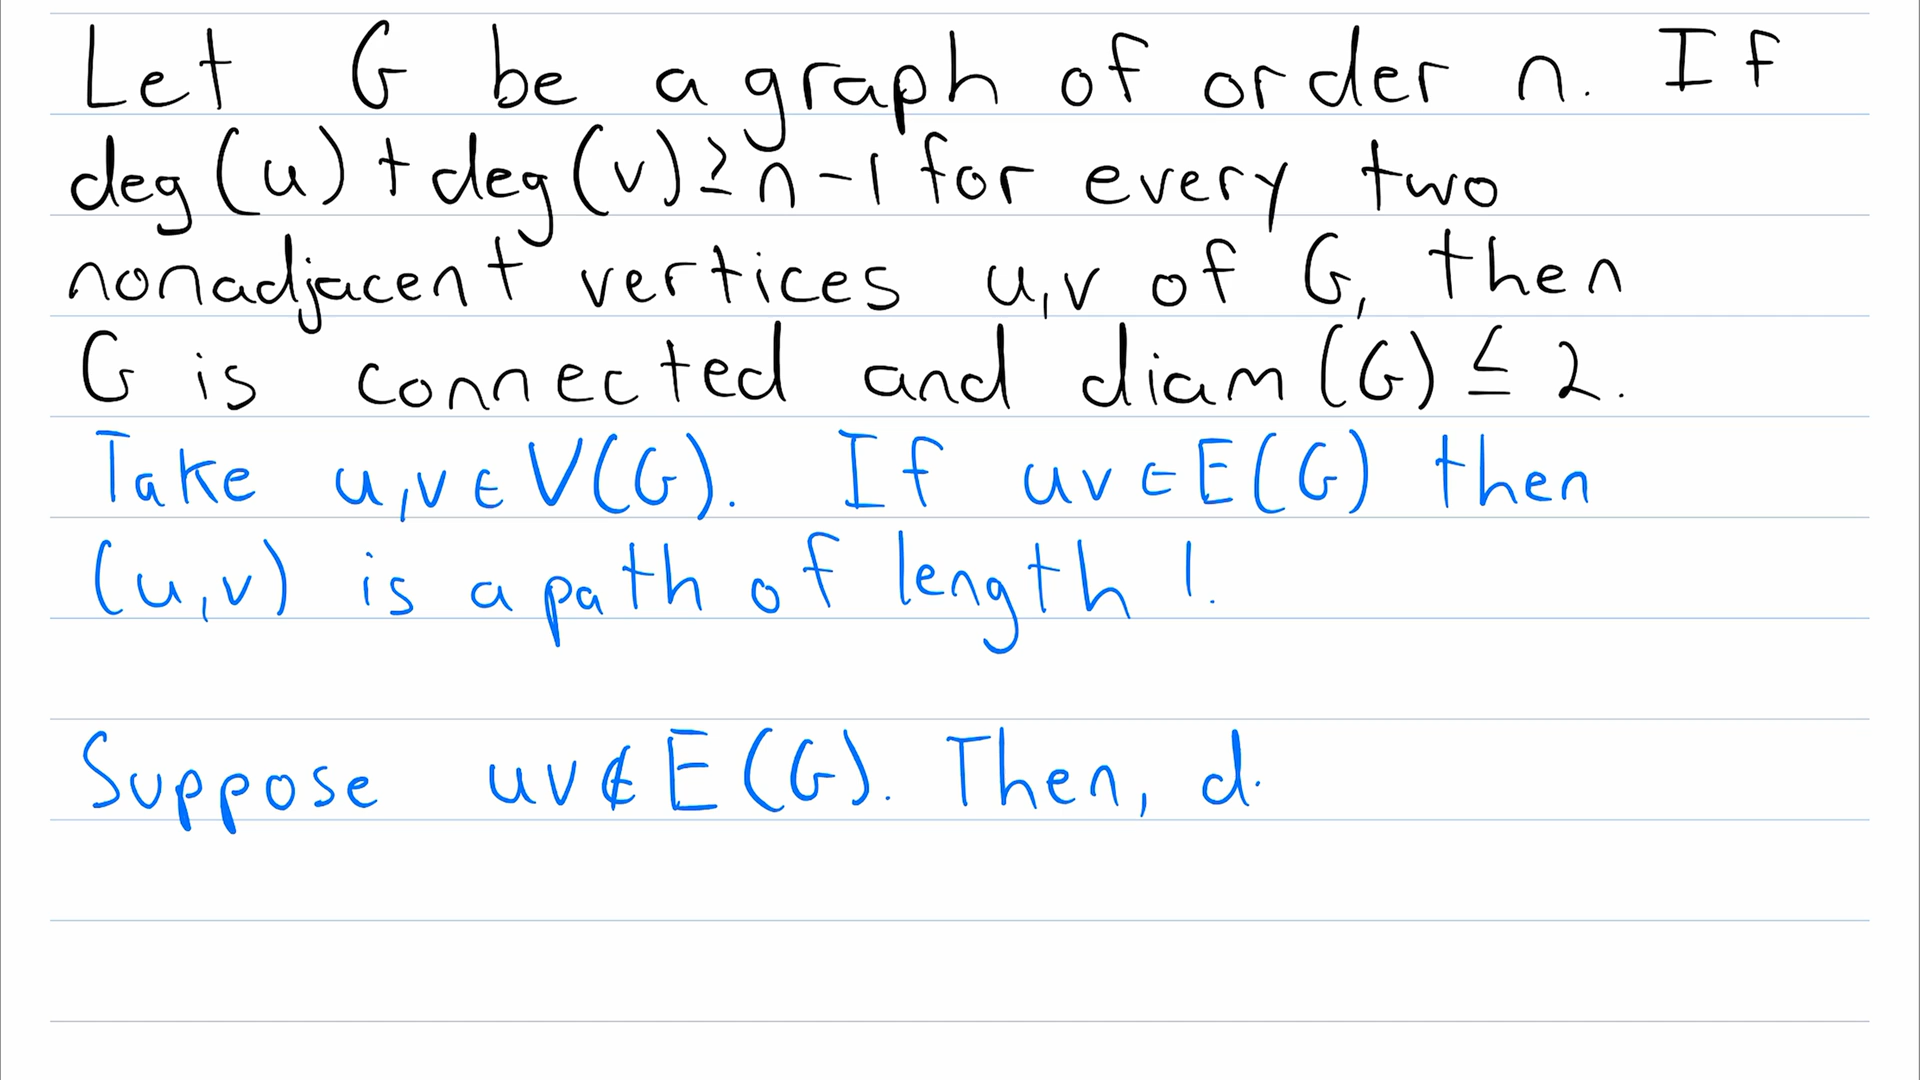 Let G be a graph of order n. If
deg(u) + deg(v) ≥ n-1 for every two
nonadjacent vertices u,v of G, then
G is connected and diam(G) ≤ 2.
Take u,v ∈ V(G). If uv ∈ E(G) then
(u,v) is a path of length 1.
Suppose uv ∉ E(G). Then, d